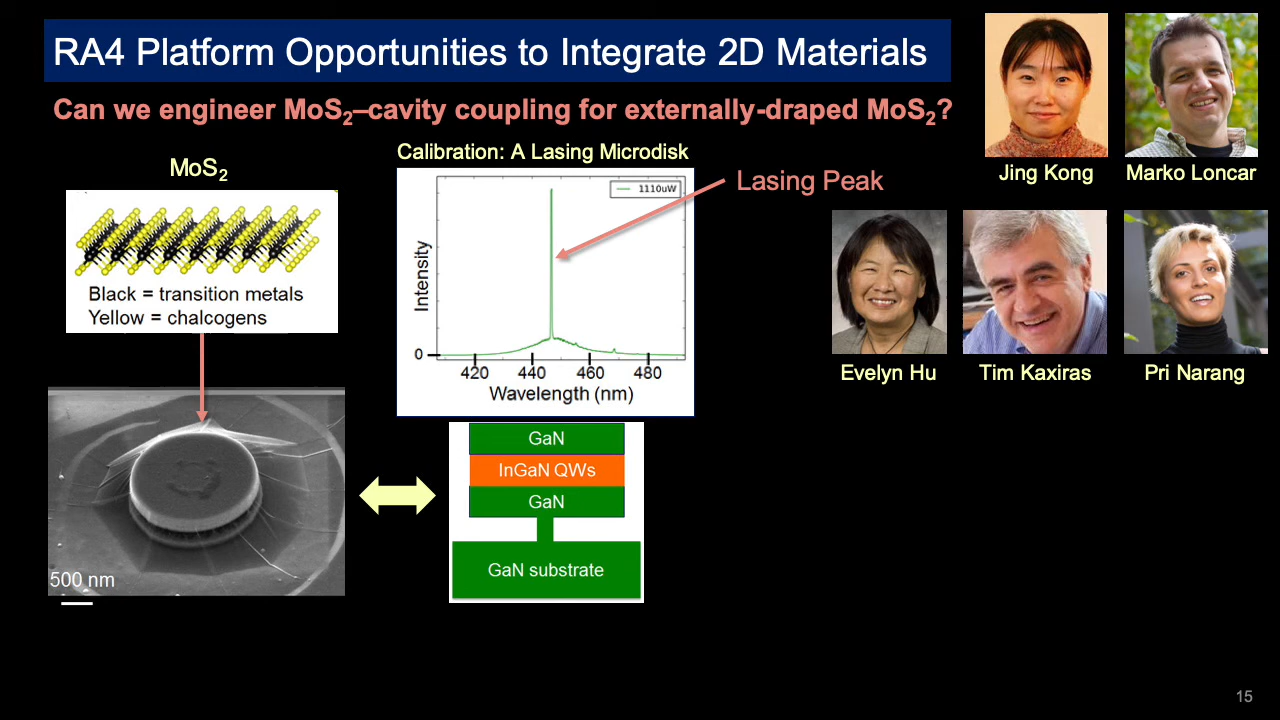 RA4 Platform Opportunities to Integrate 2D Materials
Can we engineer MoS₂–cavity coupling for externally-draped MoS₂?
MoS₂
Black = transition metals
Yellow = chalcogens
500 nm
Calibration: A Lasing Microdisk
1110uW
Lasing Peak
Intensity
0
420 440 460 480
Wavelength (nm)
GaN
InGaN QWs
GaN
GaN substrate
Jing Kong
Marko Loncar
Evelyn Hu
Tim Kaxiras
Pri Narang
15